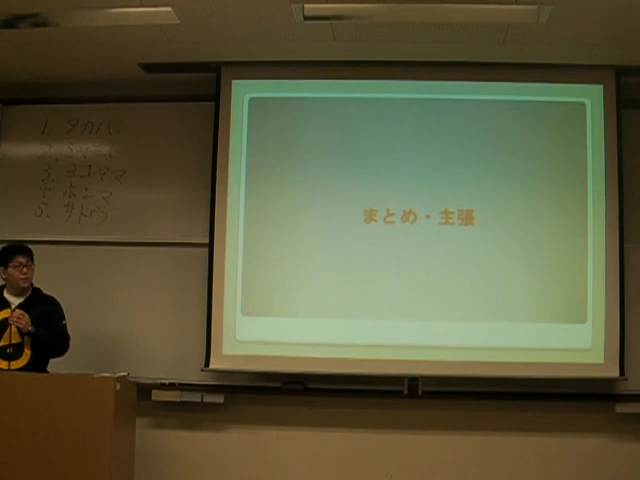 1. タカハシ
3. ヨコヤマ
4. ホンマ
5. サトウ
まとめ・主張